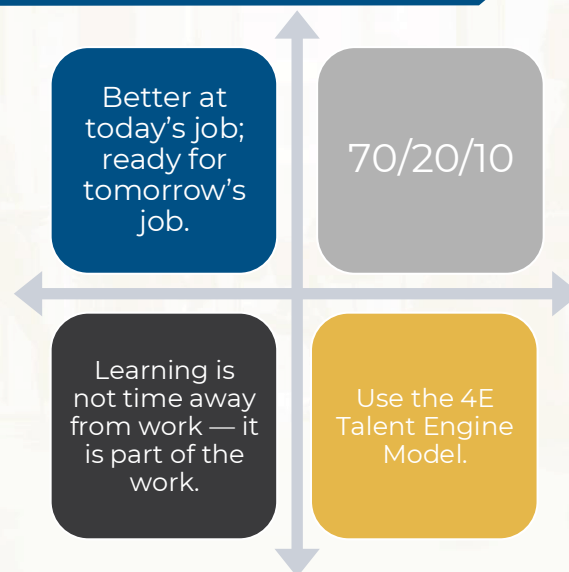 Better at
today’s job;
ready for
tomorrow’s
job.
70/20/10
Learning is
not time away
from work — it
is part of the
work.
Use the 4E
Talent Engine
Model.